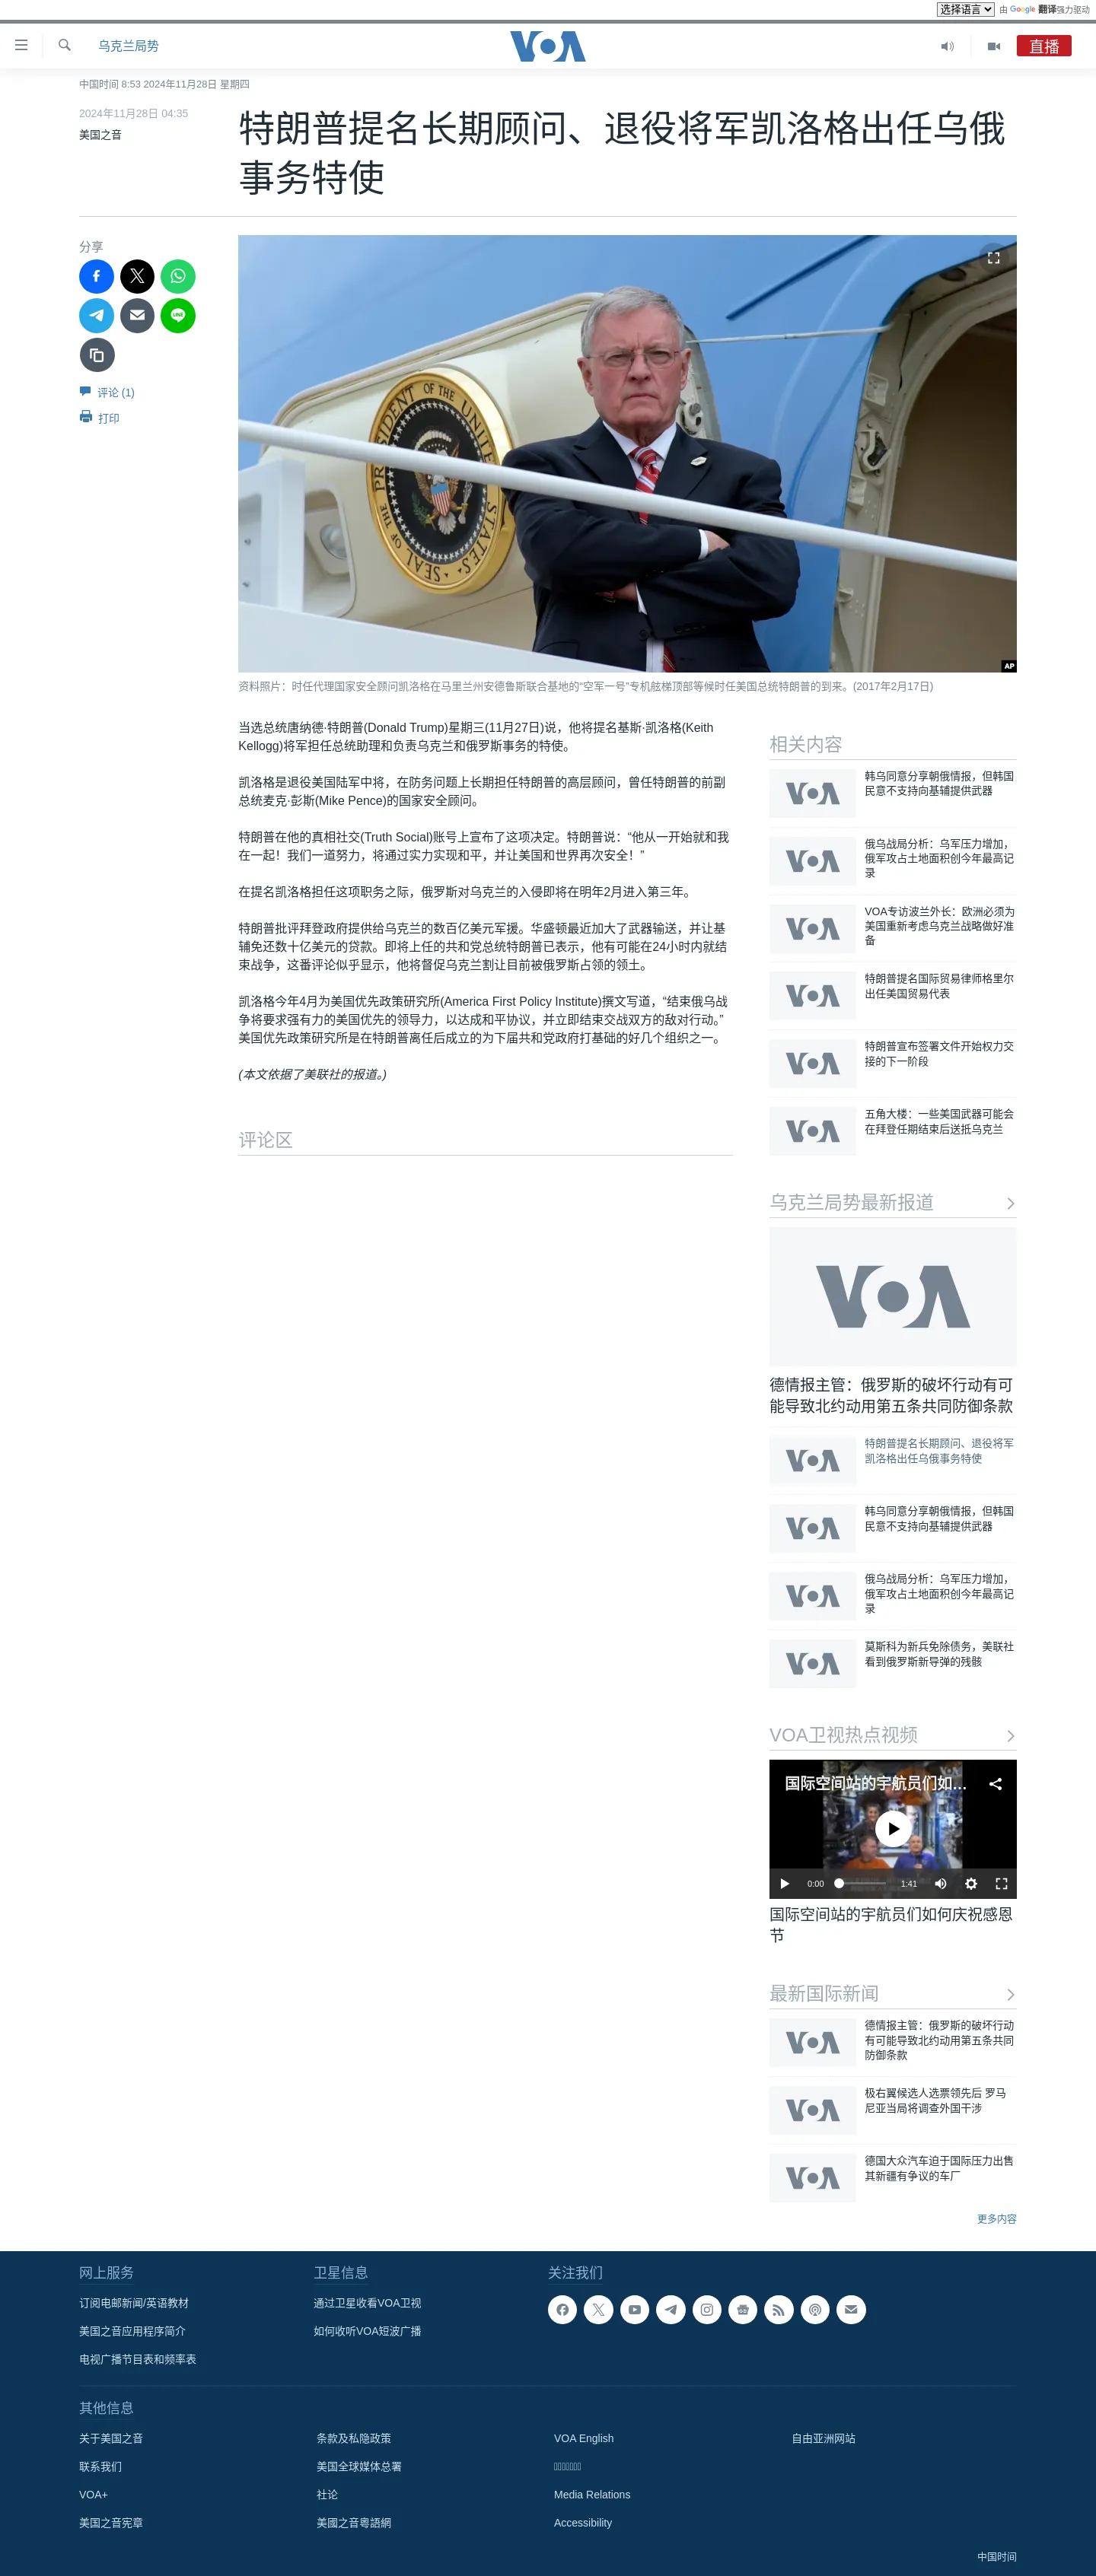 选择语言 由 Google 翻译强力驱动
乌克兰局势
VOA
直播
中国时间 8:53 2024年11月28日 星期四
2024年11月28日 04:35
美国之音
特朗普提名长期顾问、退役将军凯洛格出任乌俄
事务特使
分享
评论 (1)
打印
SEAL OF THE PRESIDENT
STATES
AP
资料照片：时任代理国家安全顾问凯洛格在马里兰州安德鲁斯联合基地的“空军一号”专机舷梯顶部等候时任美国总统特朗普的到来。(2017年2月17日)
当选总统唐纳德·特朗普(Donald Trump)星期三(11月27日)说，他将提名基斯·凯洛格(Keith
Kellogg)将军担任总统助理和负责乌克兰和俄罗斯事务的特使。
凯洛格是退役美国陆军中将，在防务问题上长期担任特朗普的高层顾问，曾任特朗普的前副
总统麦克·彭斯(Mike Pence)的国家安全顾问。
特朗普在他的真相社交(Truth Social)账号上宣布了这项决定。特朗普说：“他从一开始就和我
在一起！我们一道努力，将通过实力实现和平，并让美国和世界再次安全！”
在提名凯洛格担任这项职务之际，俄罗斯对乌克兰的入侵即将在明年2月进入第三年。
特朗普批评拜登政府提供给乌克兰的数百亿美元军援。华盛顿最近加大了武器输送，并让基
辅免还数十亿美元的贷款。即将上任的共和党总统特朗普已表示，他有可能在24小时内就结
束战争，这番评论似乎显示，他将督促乌克兰割让目前被俄罗斯占领的领土。
凯洛格今年4月为美国优先政策研究所(America First Policy Institute)撰文写道，“结束俄乌战
争将要求强有力的美国优先的领导力，以达成和平协议，并立即结束交战双方的敌对行动。”
美国优先政策研究所是在特朗普离任后成立的为下届共和党政府打基础的好几个组织之一。
(本文依据了美联社的报道。)
评论区
相关内容
VOA
韩乌同意分享朝俄情报，但韩国
民意不支持向基辅提供武器
VOA
俄乌战局分析：乌军压力增加，
俄军攻占土地面积创今年最高记
录
VOA
VOA专访波兰外长：欧洲必须为
美国重新考虑乌克兰战略做好准
备
VOA
特朗普提名国际贸易律师格里尔
出任美国贸易代表
VOA
特朗普宣布签署文件开始权力交
接的下一阶段
VOA
五角大楼：一些美国武器可能会
在拜登任期结束后送抵乌克兰
乌克兰局势最新报道
VOA
德情报主管：俄罗斯的破坏行动有可
能导致北约动用第五条共同防御条款
VOA
特朗普提名长期顾问、退役将军
凯洛格出任乌俄事务特使
VOA
韩乌同意分享朝俄情报，但韩国
民意不支持向基辅提供武器
VOA
俄乌战局分析：乌军压力增加，
俄军攻占土地面积创今年最高记
录
VOA
莫斯科为新兵免除债务，美联社
看到俄罗斯新导弹的残骸
VOA卫视热点视频
国际空间站的宇航员们如…
0:00
1:41
国际空间站的宇航员们如何庆祝感恩
节
最新国际新闻
VOA
德情报主管：俄罗斯的破坏行动
有可能导致北约动用第五条共同
防御条款
VOA
极右翼候选人选票领先后 罗马
尼亚当局将调查外国干涉
VOA
德国大众汽车迫于国际压力出售
其新疆有争议的车厂
更多内容
网上服务
订阅电邮新闻/英语教材
美国之音应用程序简介
电视广播节目表和频率表
卫星信息
通过卫星收看VOA卫视
如何收听VOA短波广播
关注我们
其他信息
关于美国之音
联系我们
VOA+
美国之音宪章
条款及私隐政策
美国全球媒体总署
社论
美國之音粵語網
VOA English
Media Relations
Accessibility
自由亚洲网站
中国时间